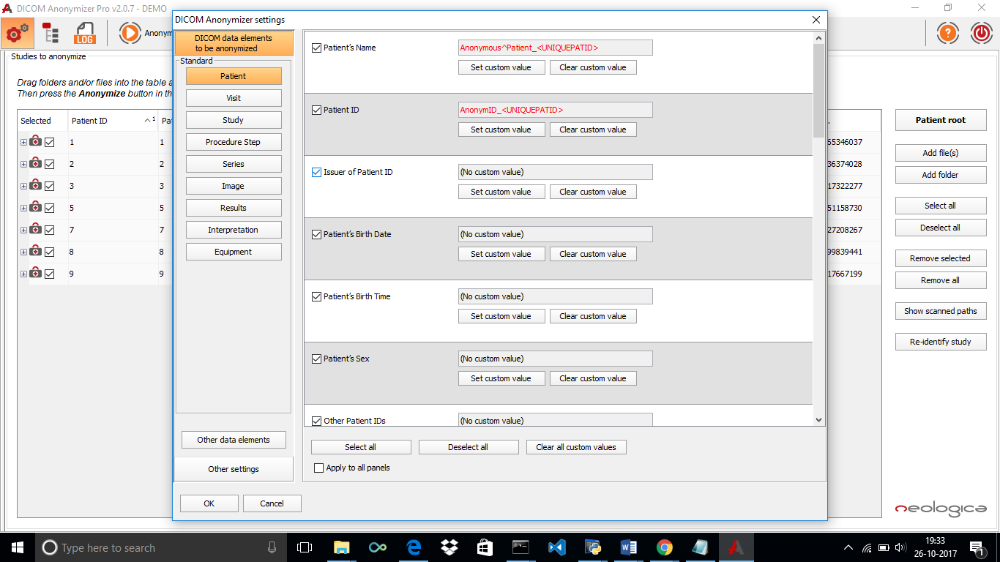 DICOM Anonymizer Pro v2.0.7 - DEMO
LOG
Anonym
Studies to anonymize
Drag folders and/or files into the table a
Then press the Anonymize button in th
Selected
Patient ID
1
Pa
1
1
2
2
3
3
5
5
7
7
8
8
9
9
DICOM Anonymizer settings
DICOM data elements
to be anonymized
Standard
Patient
Visit
Study
Procedure Step
Series
Image
Results
Interpretation
Equipment
Other data elements
Other settings
OK
Cancel
Patient's Name
Anonymous^Patient_<UNIQUEPATID>
Set custom value
Clear custom value
Patient ID
AnonymID_<UNIQUEPATID>
Set custom value
Clear custom value
Issuer of Patient ID
(No custom value)
Set custom value
Clear custom value
Patient's Birth Date
(No custom value)
Set custom value
Clear custom value
Patient's Birth Time
(No custom value)
Set custom value
Clear custom value
Patient's Sex
(No custom value)
Set custom value
Clear custom value
Other Patient IDs
(No custom value)
Select all
Deselect all
Clear all custom values
Apply to all panels
65346037
36374028
17322277
51158730
27208267
99839441
17667199
Patient root
Add file(s)
Add folder
Select all
Deselect all
Remove selected
Remove all
Show scanned paths
Re-identify study
neologica
Type here to search
19:33
26-10-2017
1